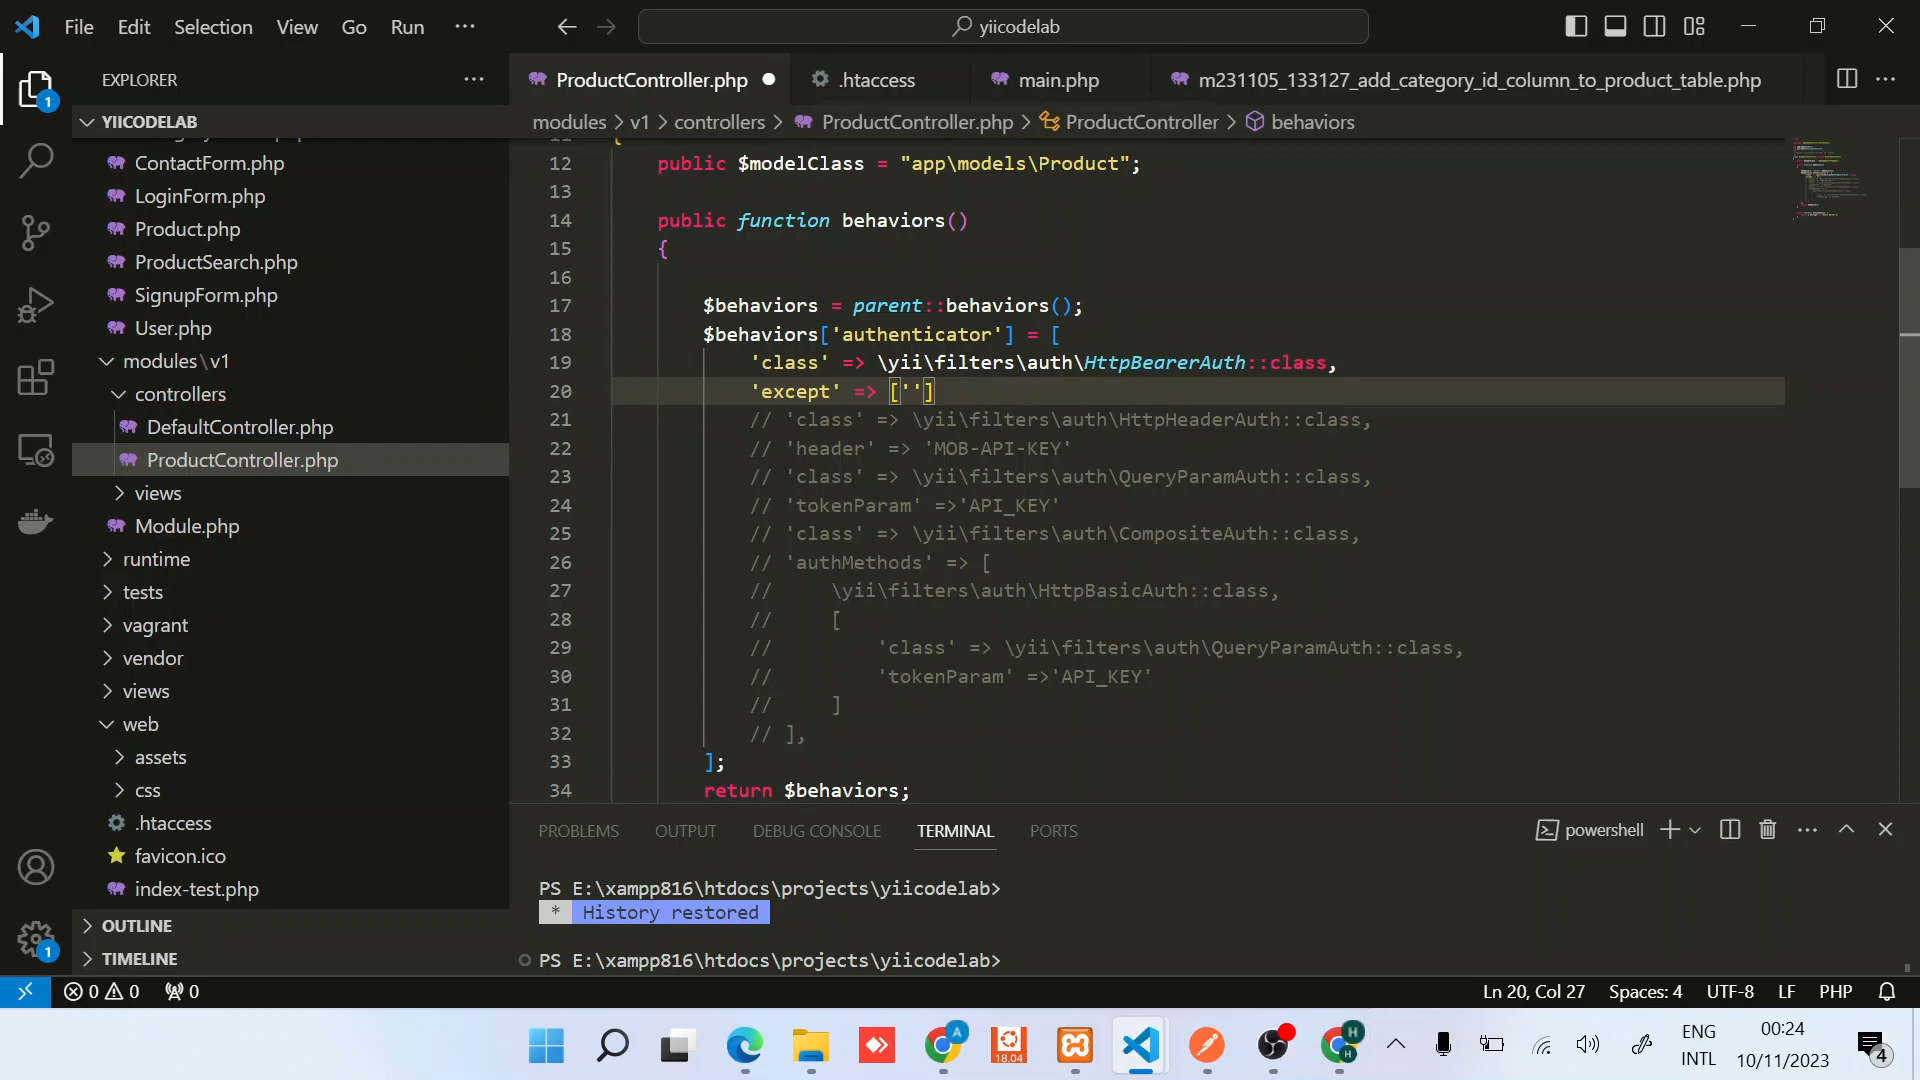 File Edit Selection View Go Run ···
yiicodelab
EXPLORER ···
YIICODELAB
ContactForm.php
LoginForm.php
Product.php
ProductSearch.php
SignupForm.php
User.php
modules\v1
controllers
DefaultController.php
ProductController.php
views
Module.php
runtime
tests
vagrant
vendor
views
web
assets
css
.htaccess
favicon.ico
index-test.php
OUTLINE
TIMELINE
1
1
ProductController.php .htaccess main.php m231105_133127_add_category_id_column_to_product_table.php
modules > v1 > controllers > ProductController.php > ProductController > behaviors
12 public $modelClass = "app\models\Product";
13
14 public function behaviors()
15 {
16
17 $behaviors = parent::behaviors();
18 $behaviors['authenticator'] = [
19 'class' => \yii\filters\auth\HttpBearerAuth::class,
20 'except' => ['']
21 // 'class' => \yii\filters\auth\HttpHeaderAuth::class,
22 // 'header' => 'MOB-API-KEY'
23 // 'class' => \yii\filters\auth\QueryParamAuth::class,
24 // 'tokenParam' =>'API_KEY'
25 // 'class' => \yii\filters\auth\CompositeAuth::class,
26 // 'authMethods' => [
27 // \yii\filters\auth\HttpBasicAuth::class,
28 // [
29 // 'class' => \yii\filters\auth\QueryParamAuth::class,
30 // 'tokenParam' =>'API_KEY'
31 // ]
32 // ],
33 ];
34 return $behaviors;
PROBLEMS OUTPUT DEBUG CONSOLE TERMINAL PORTS
powershell
PS E:\xampp816\htdocs\projects\yiicodelab>
* History restored
PS E:\xampp816\htdocs\projects\yiicodelab>
0 0 0
Ln 20, Col 27 Spaces: 4 UTF-8 LF PHP
A
18.04
H
H
ENG
INTL
00:24
10/11/2023
4